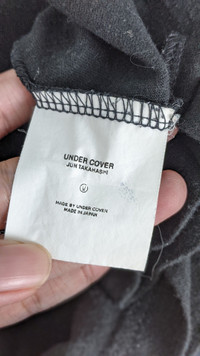 UNDER COVER
JUN TAKAHASHI
U
MADE BY UNDER COVER
MADE IN JAPAN